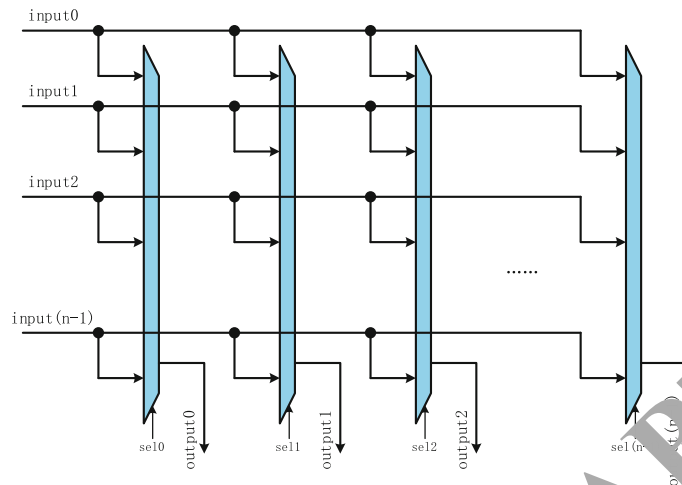 input0
input1
input2
......
input(n-1)
sel0
output0
sel1
output1
sel2
output2